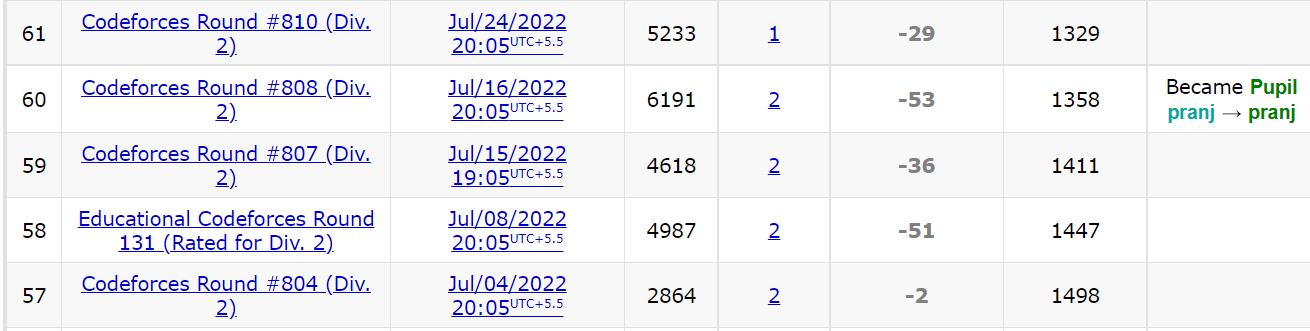 61 Codeforces Round #810 (Div. 2) Jul/24/2022 20:05 UTC+5.5 5233 1 -29 1329
60 Codeforces Round #808 (Div. 2) Jul/16/2022 20:05 UTC+5.5 6191 2 -53 1358 Became Pupil pranj → pranj
59 Codeforces Round #807 (Div. 2) Jul/15/2022 19:05 UTC+5.5 4618 2 -36 1411
58 Educational Codeforces Round 131 (Rated for Div. 2) Jul/08/2022 20:05 UTC+5.5 4987 2 -51 1447
57 Codeforces Round #804 (Div. 2) Jul/04/2022 20:05 UTC+5.5 2864 2 -2 1498